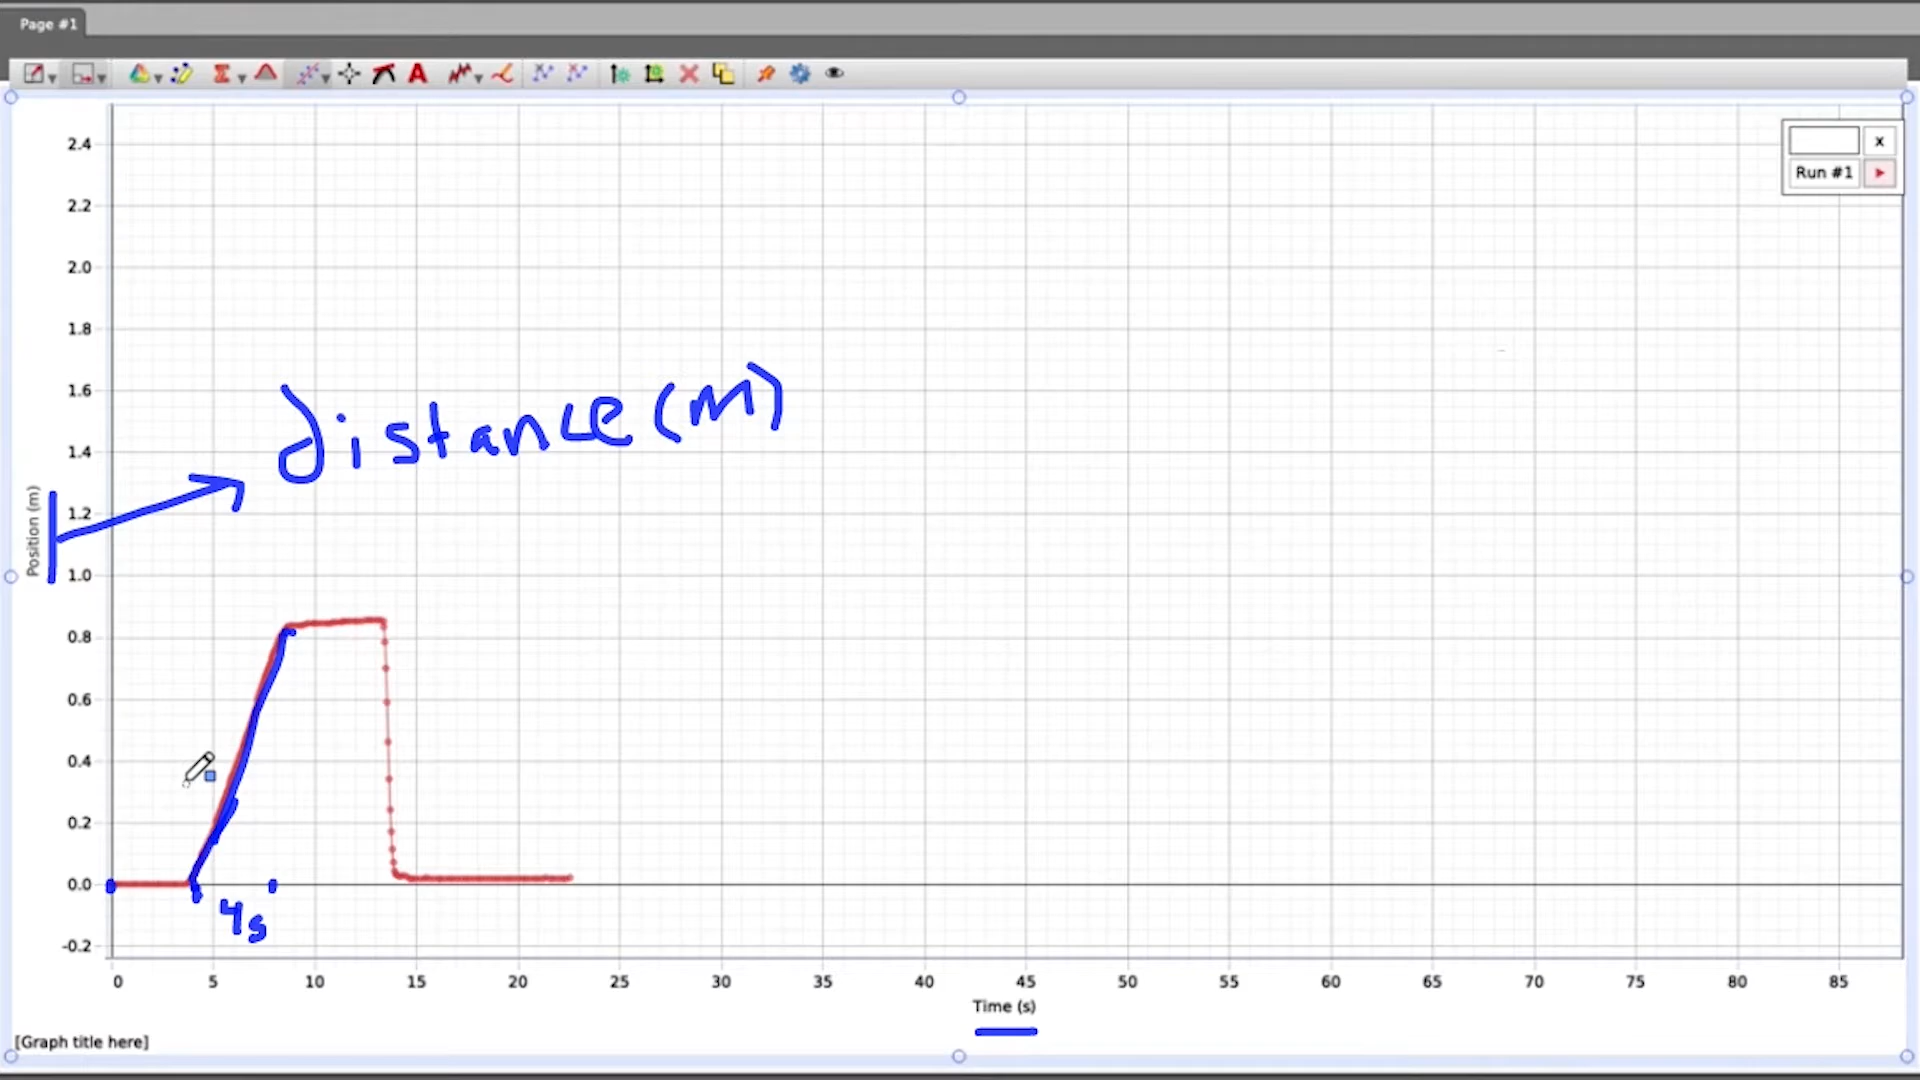 Page #1
2.4
x
Run #1
2.2
2.0
1.8
1.6
distance (m)
1.4
1.2
Position (m)
1.0
0.8
0.6
0.4
0.2
0.0
4s
-0.2
0 5 10 15 20 25 30 35 40 45 50 55 60 65 70 75 80 85
Time (s)
[Graph title here]